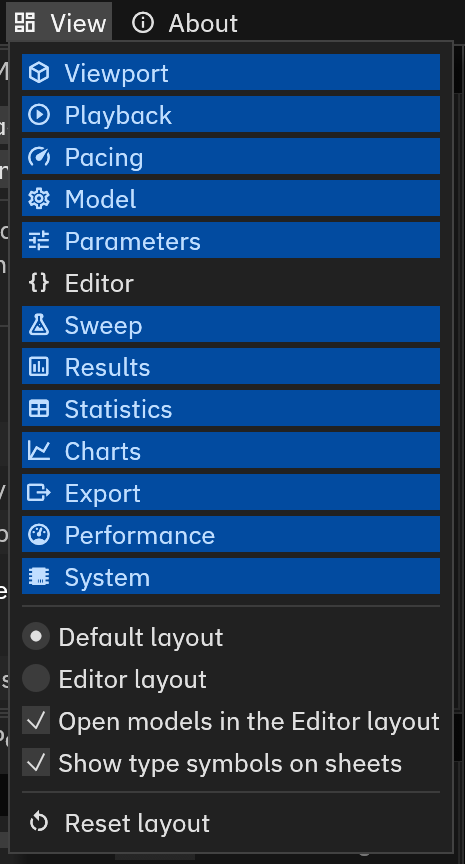 View About
Viewport
Playback
Pacing
Model
Parameters
Editor
Sweep
Results
Statistics
Charts
Export
Performance
System
Default layout
Editor layout
Open models in the Editor layout
Show type symbols on sheets
Reset layout